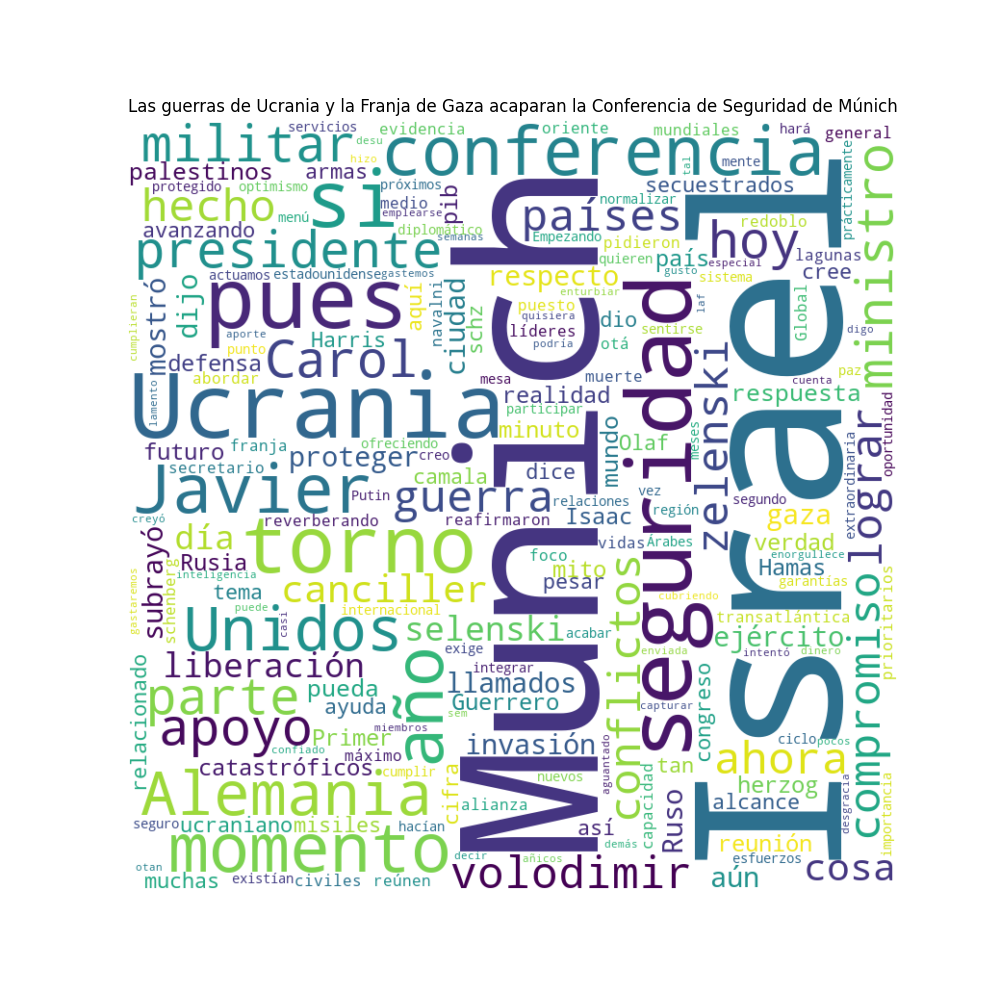 Las guerras de Ucrania y la Franja de Gaza acaparan la Conferencia de Seguridad de Múnich
servicios
evidencia
oriente
mundiales
hará
general
militar
desu
conferencia
hizo
tal
mente
prácticamente
palestinos
armas
protegido
optimismo
próximos
si
pib
secuestrados
normalizar
hecho
menú
medio
emplearse
países
redoblo
avanzando
diplomático
semanas
Empezando
pidieron
hoy
lagunas
presidente
quieren
país
especial
cree
actuamos
estadounidense
gastemos
respecto
gusto
sistema
ministro
mostró
dijo
pues
aquí
navalni
ciudad
enturbiar
puesto
quisiera
dio
sentirse
laf
Global
cumplieran
aporte
punto
Harris
schz
líderes
podría
otá
digo
defensa
Carol
abordar
mesa
muerte
paz
cuenta
Ucrania
realidad
respuesta
lamento
participar
minuto
mundo
Olaf
zelenski
oportunidad
futuro
franja
ofreciendo
creo
proteger
secretario
camala
dice
meses
extraordinaria
lograr
Javier
Putin
guerra
relaciones
vez
región
segundo
creyó
reverberando
reafirmaron
Isaac
gaza
día
torno
vidas
Árabes
verdad
enorgullece
subrayó
schenberg
Rusia
foco
mito
inteligencia
tema
canciller
pesar
Hamas
garantías
prioritarios
gastaremos
puede
casi
internacional
cubriendo
transatlántica
Unidos
selenski
acabar
conflictos
ejército
compromiso
exige
enviada
intentó
dinero
liberación
integrar
relacionado
parte
pueda
año
llamados
seguridad
capturar
congreso
ayuda
Guerrero
sem
miembros
apoyo
Primer
confiado
máximo
invasión
ciclo
pocos
catastróficos
cumplir
aguantado
tan
ahora
nuevos
capacidad
herzog
desgracia
importancia
Alemania
cifra
alianza
alcance
seguro
ucraniano
misiles
hacían
así
demás
Ruso
reunión
momento
decir
añicos
esfuerzos
otan
muchas
existían
civiles
reúnen
volodimir
aún
cosa
Munich
Israel